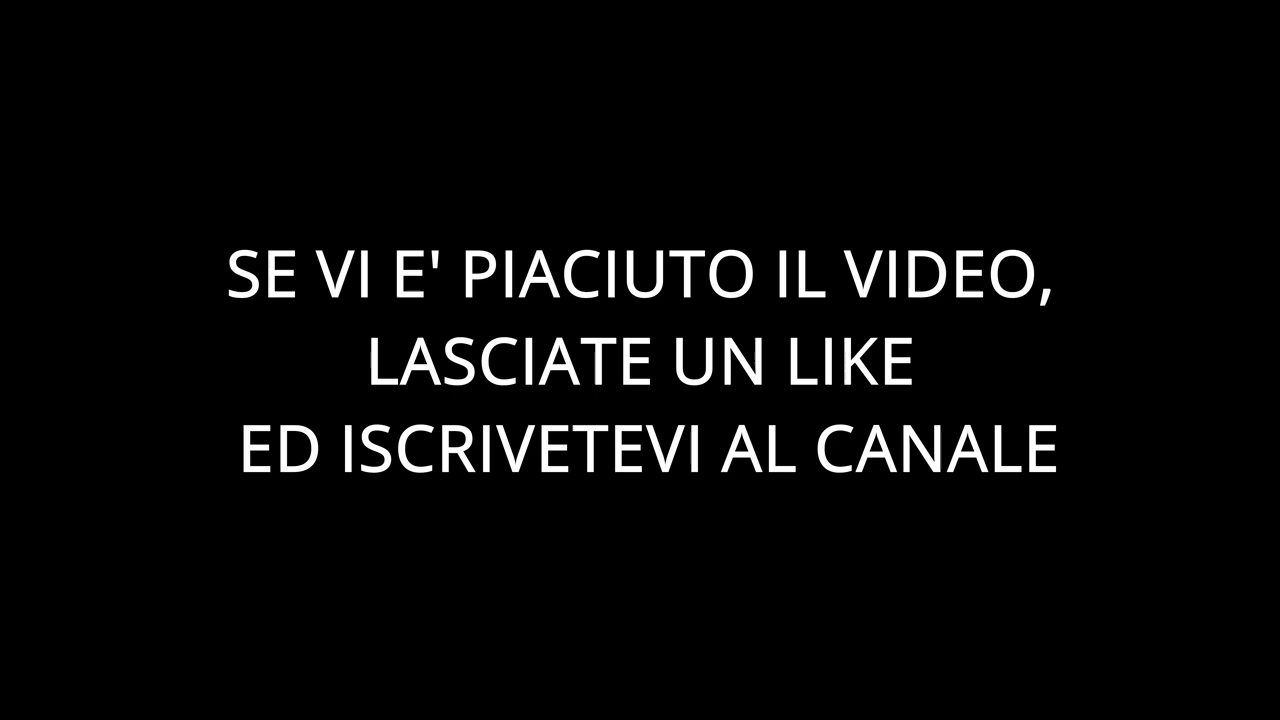 SE VI E' PIACIUTO IL VIDEO,
LASCIATE UN LIKE
ED ISCRIVETEVI AL CANALE